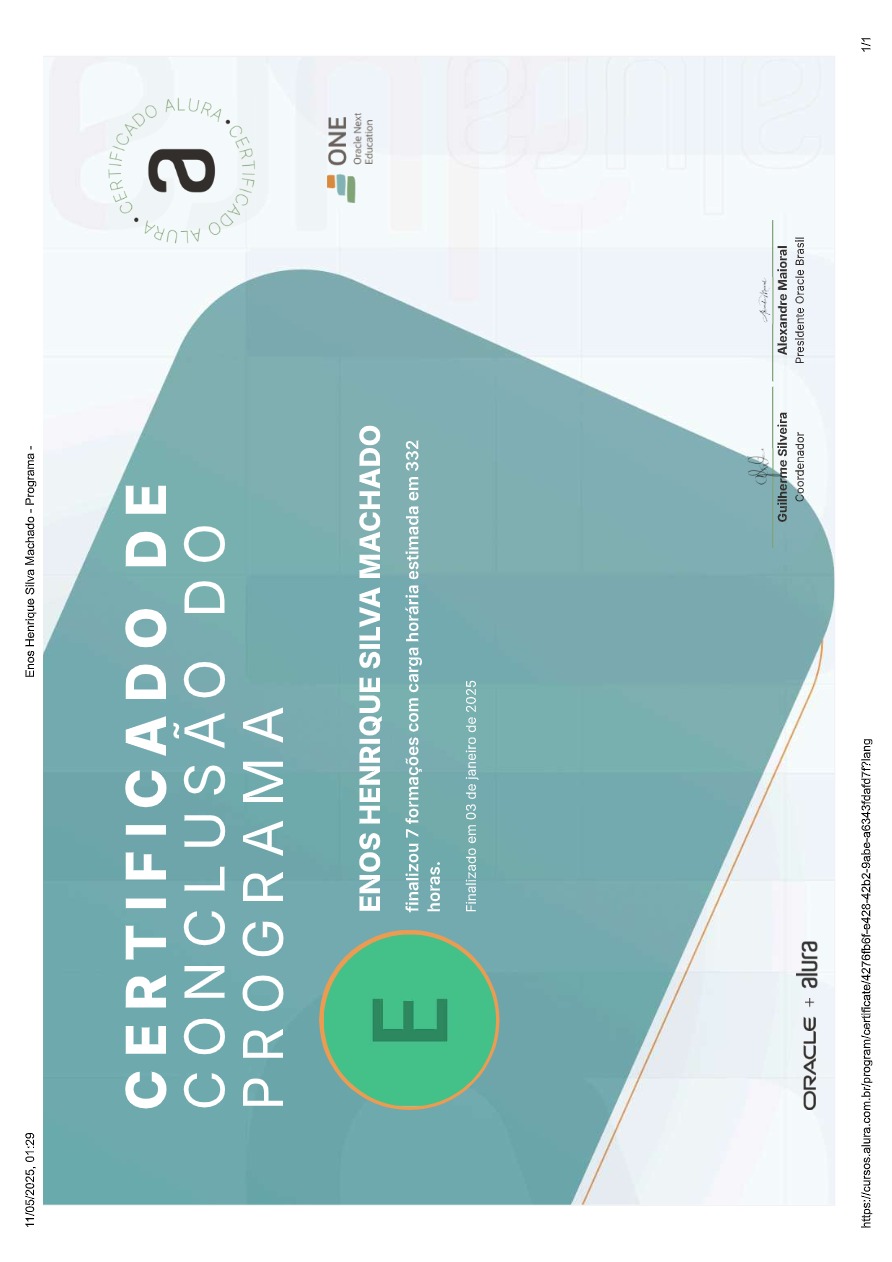 11/05/2025, 01:29
Enos Henrique Silva Machado - Programa -
CERTIFICADO DE
CONCLUSÃO DO
PROGRAMA
CERTIFICADO ALURA • CERTIFICADO ALURA •
a
ONE
Oracle Next
Education
E
ENOS HENRIQUE SILVA MACHADO
finalizou 7 formações com carga horária estimada em 332
horas.
Finalizado em 03 de janeiro de 2025
alura
Guilherme Silveira
Coordenador
Alexandre Maioral
Presidente Oracle Brasil
ORACLE + alura
https://cursos.alura.com.br/program/certificate/4276fb6f-e428-42b2-9abe-a6343fdafd7f?lang
1/1